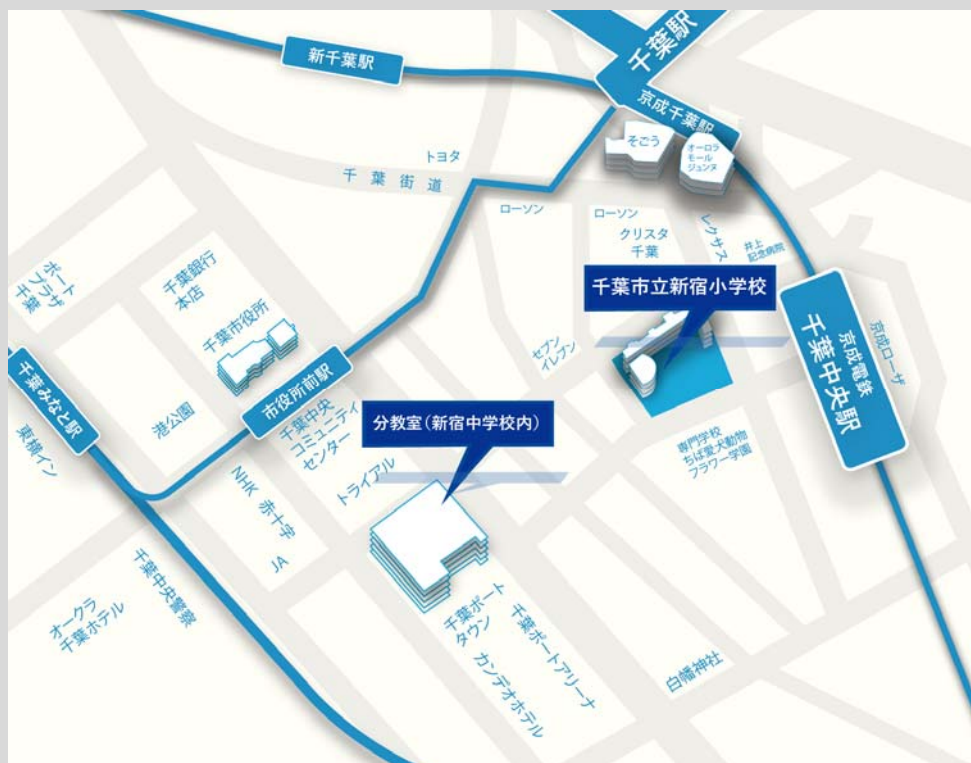 千葉駅
新千葉駅
京成千葉駅
そごう
オーロラ
モール
ジュンヌ
トヨタ
千葉街道
ローソン
ローソン
クリスタ
千葉
レクサス
井上
記念病院
ポート
プラザ
千葉
千葉銀行
本店
千葉市役所
千葉市立新宿小学校
京成電鉄
千葉中央駅
京成ローザ
セブン
イレブン
千葉みなと駅
東横イン
港公園
市役所前駅
千葉中央
コミュニティ
センター
分教室(新宿中学校内)
専門学校
ちば愛犬動物
フラワー学園
トライアル
NHK
赤十字
JA
千葉中央警察
オークラ
千葉ホテル
千葉ポート
タウン
千葉ポートアリーナ
カンデオホテル
白幡神社